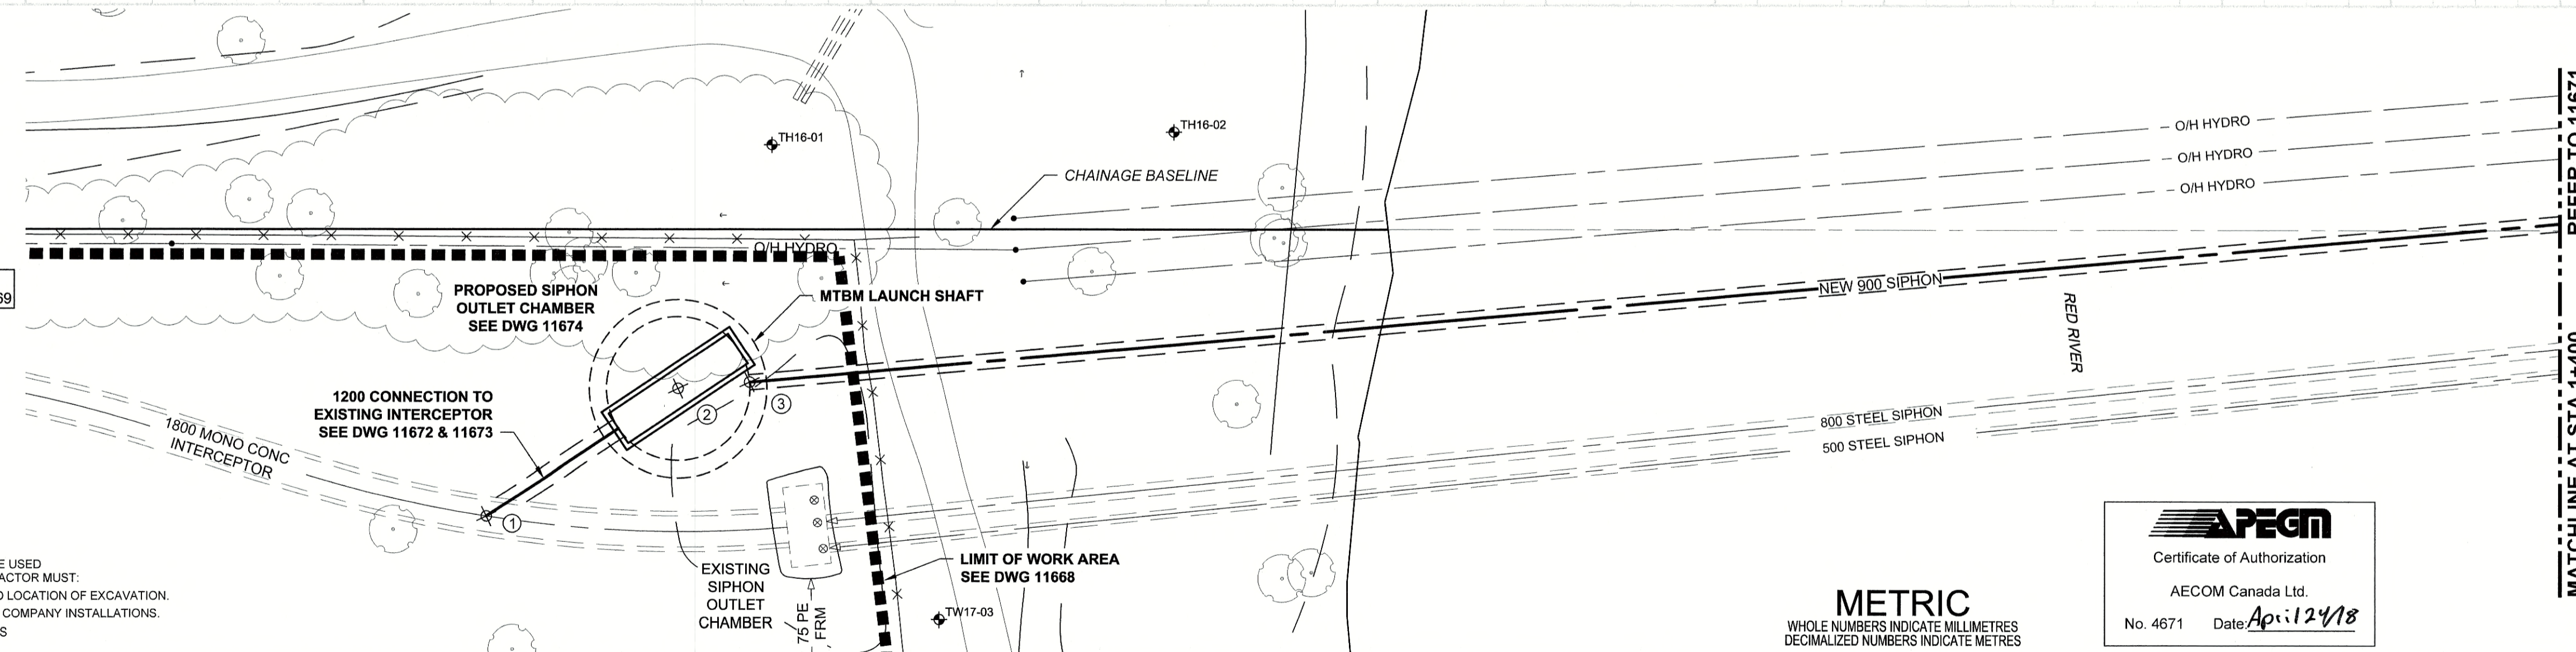 TH16-01
TH16-02
CHAINAGE BASELINE
O/H HYDRO
O/H HYDRO
O/H HYDRO
O/H HYDRO
69
PROPOSED SIPHON
OUTLET CHAMBER
SEE DWG 11674
MTBM LAUNCH SHAFT
NEW 900 SIPHON
RED RIVER
1200 CONNECTION TO
EXISTING INTERCEPTOR
SEE DWG 11672 & 11673
1800 MONO CONC
INTERCEPTOR
1
2
3
800 STEEL SIPHON
500 STEEL SIPHON
EXISTING
SIPHON
OUTLET
CHAMBER
75 PE
FRM
LIMIT OF WORK AREA
SEE DWG 11668
TW17-03
E USED
ACTOR MUST:
LOCATION OF EXCAVATION.
COMPANY INSTALLATIONS.
S
METRIC
WHOLE NUMBERS INDICATE MILLIMETRES
DECIMALIZED NUMBERS INDICATE METRES
APEGM
Certificate of Authorization
AECOM Canada Ltd.
No. 4671 Date: April 24/18
MATCHLINE AT STA 1+400 REFER TO 11671